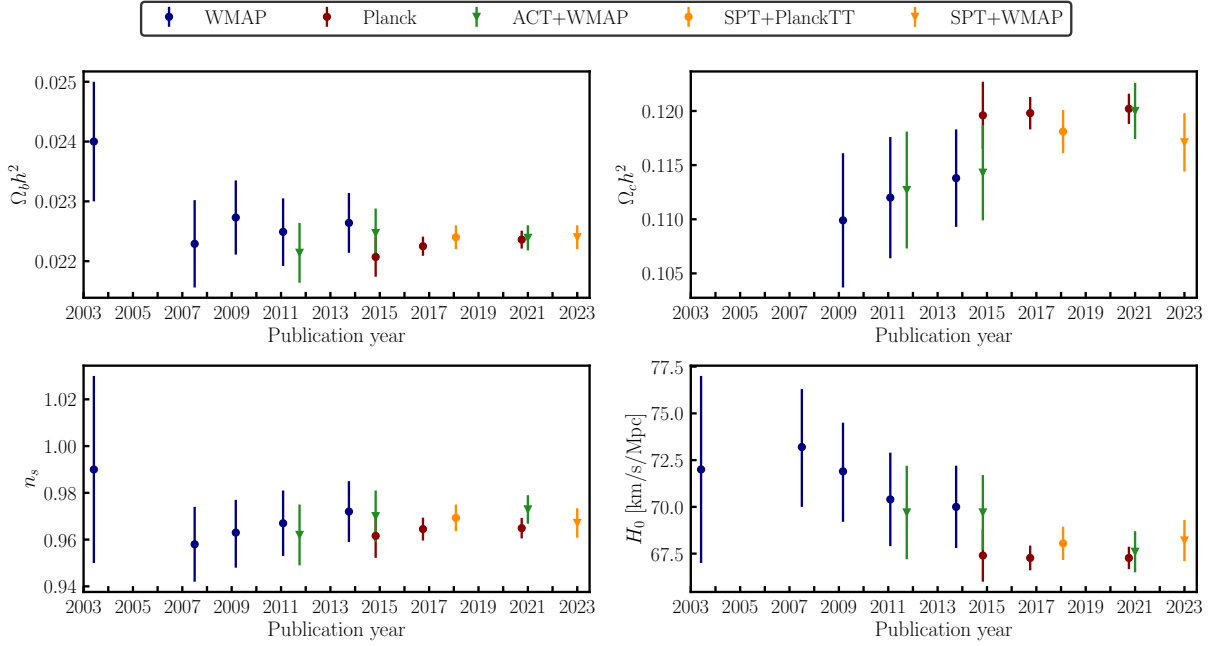 WMAP Planck ACT+WMAP SPT+PlanckTT SPT+WMAP
0.025
0.024
0.023
0.022
Ω_b h²
2003 2005 2007 2009 2011 2013 2015 2017 2019 2021 2023
Publication year
0.120
0.115
0.110
0.105
Ω_c h²
2003 2005 2007 2009 2011 2013 2015 2017 2019 2021 2023
Publication year
1.02
1.00
0.98
0.96
0.94
n_s
2003 2005 2007 2009 2011 2013 2015 2017 2019 2021 2023
Publication year
77.5
75.0
72.5
70.0
67.5
H_0 [km/s/Mpc]
2003 2005 2007 2009 2011 2013 2015 2017 2019 2021 2023
Publication year